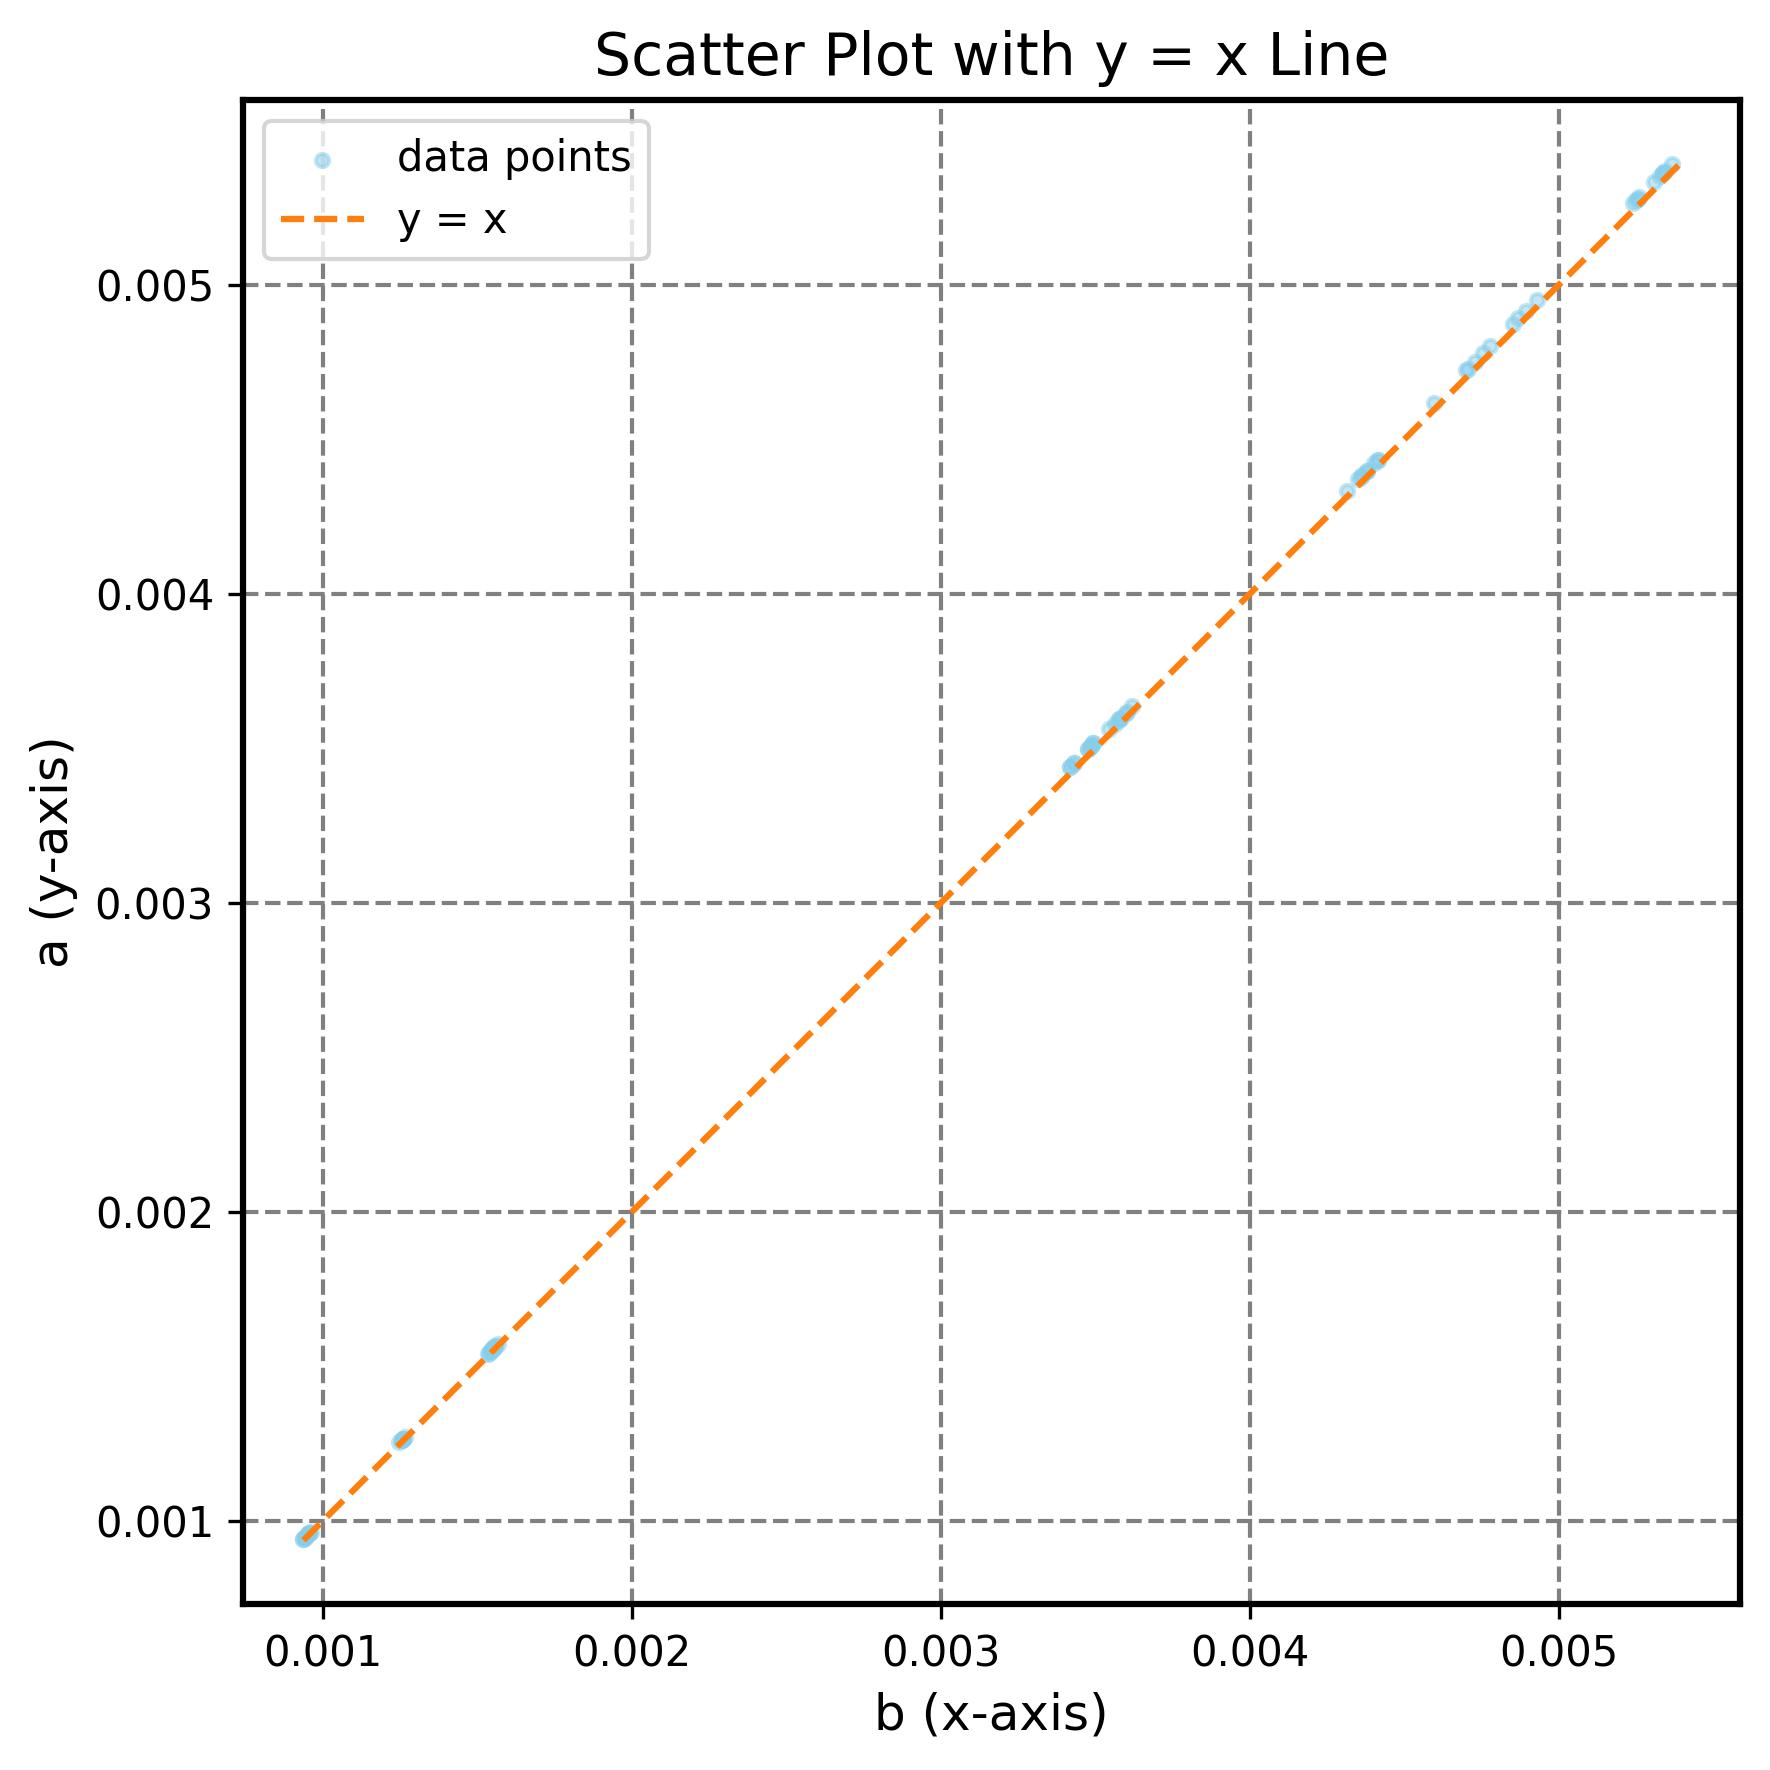 Scatter Plot with y = x Line
data points
y = x
0.005
0.004
0.003
0.002
0.001
a (y-axis)
0.001 0.002 0.003 0.004 0.005
b (x-axis)